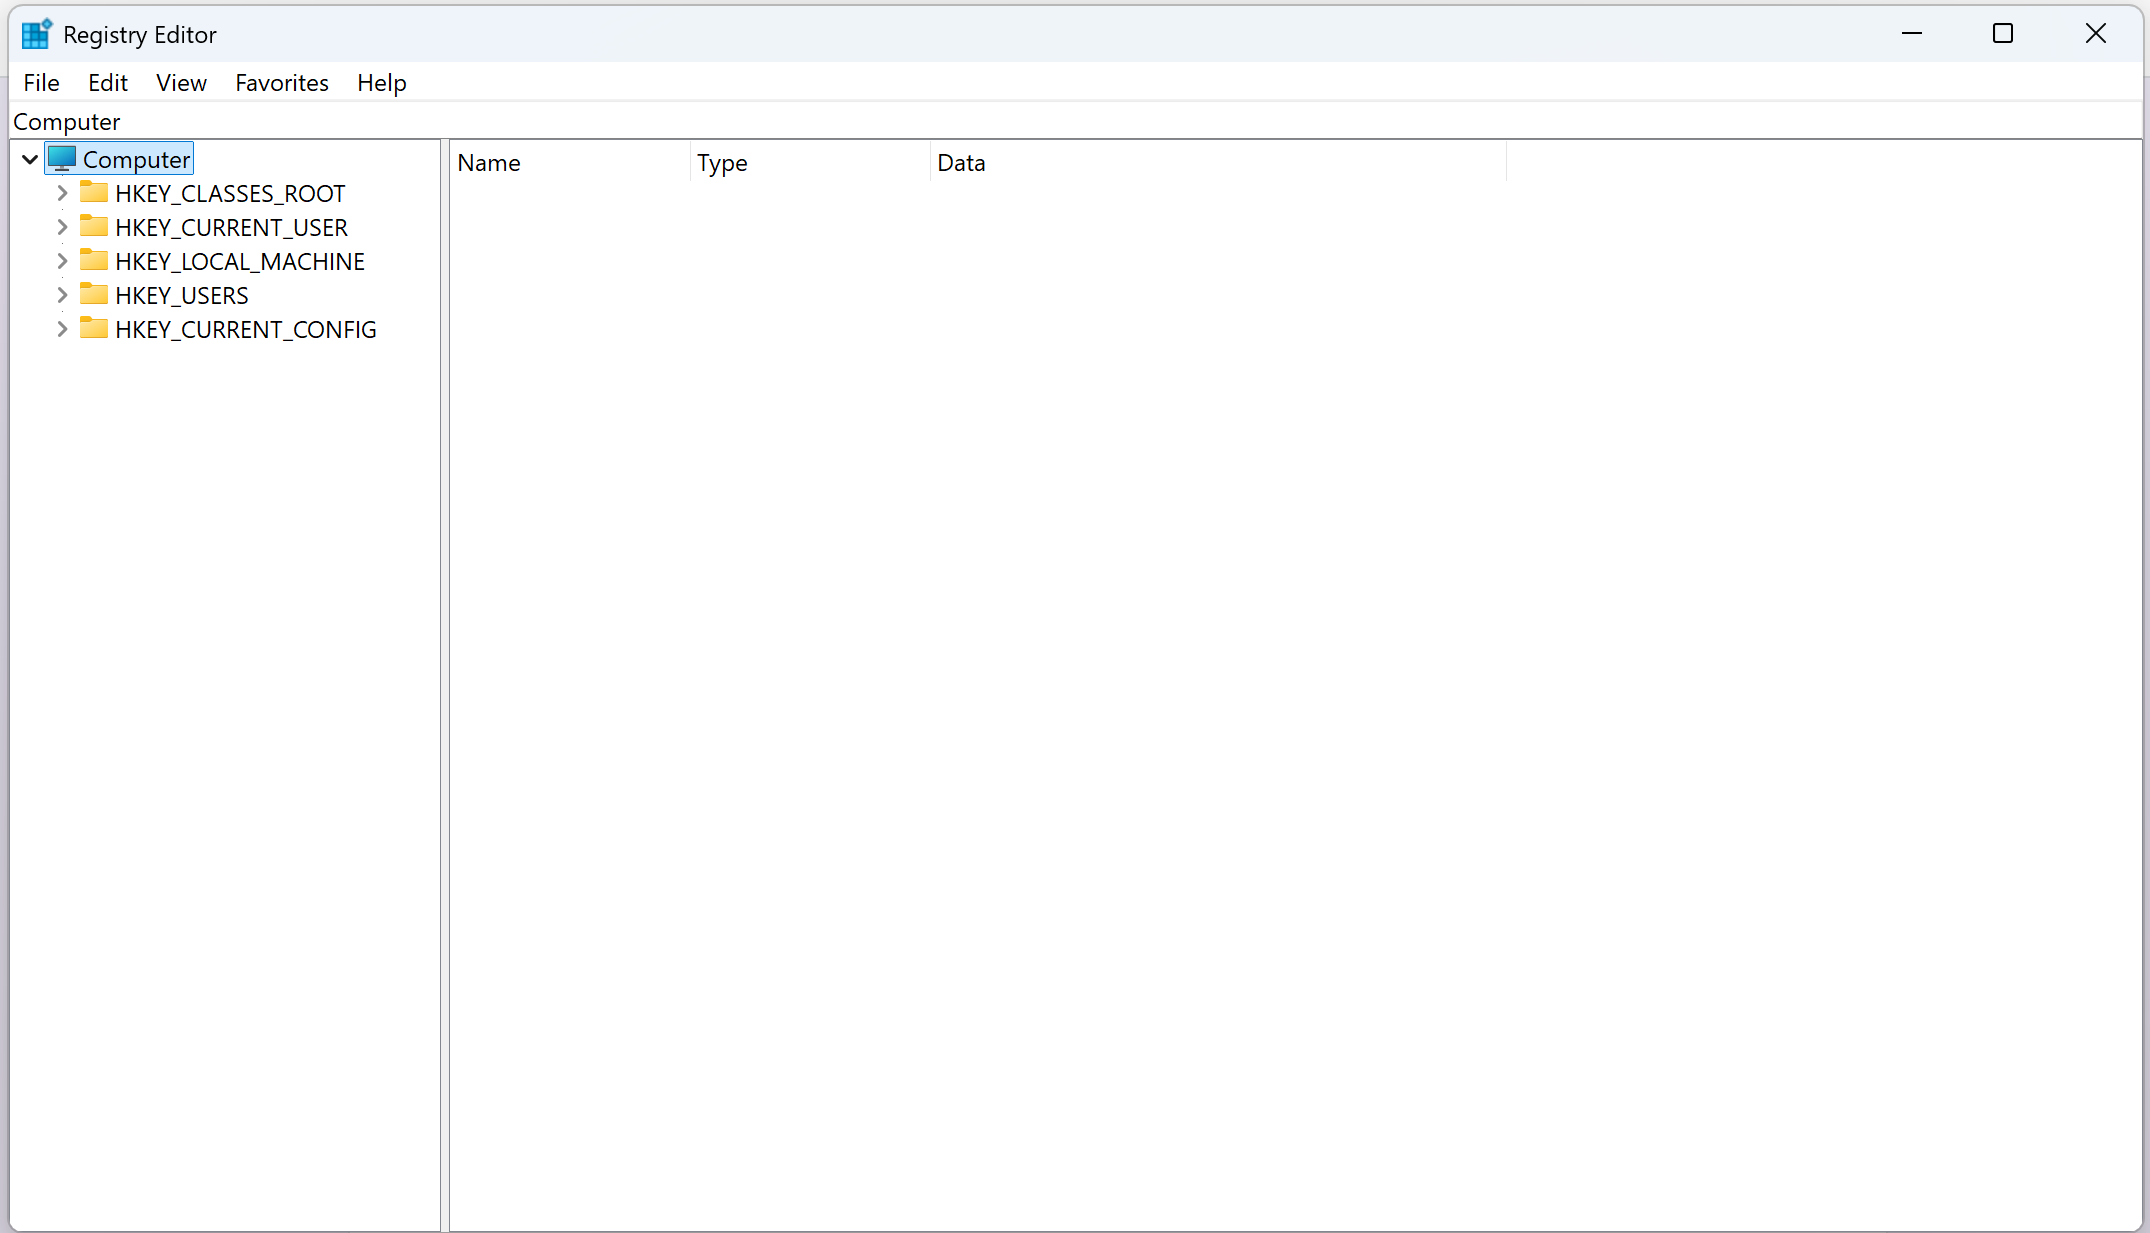 Registry Editor
File Edit View Favorites Help
Computer
Computer
HKEY_CLASSES_ROOT
HKEY_CURRENT_USER
HKEY_LOCAL_MACHINE
HKEY_USERS
HKEY_CURRENT_CONFIG
Name Type Data